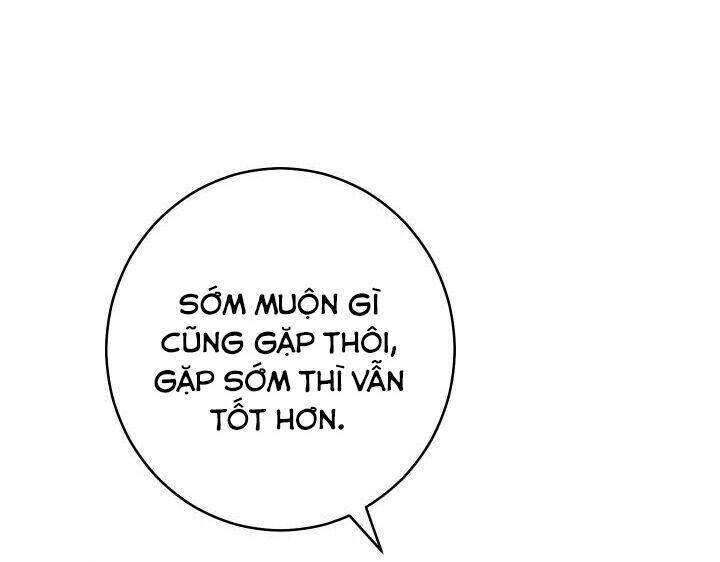 SỚM MUỘN GÌ
CŨNG GẶP THÔI,
GẶP SỚM THÌ VẪN
TỐT HƠN.